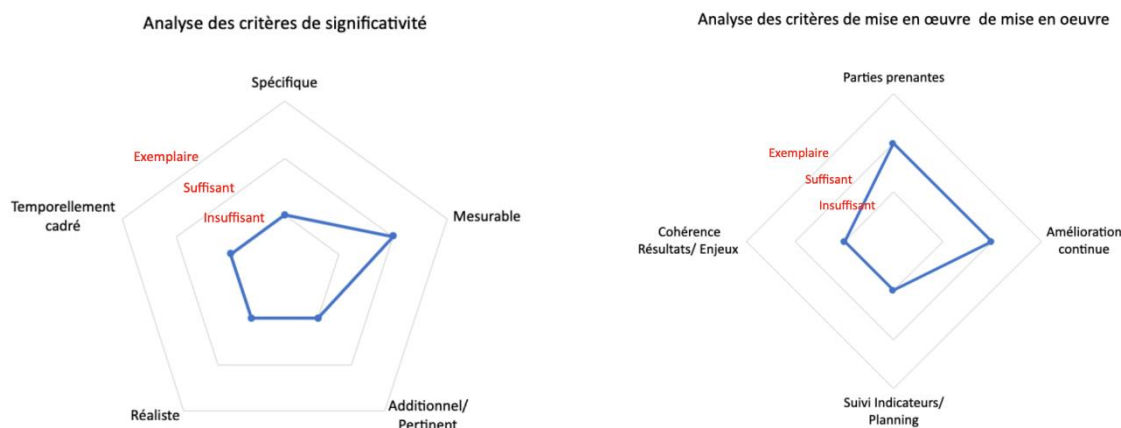 Analyse des critères de significativité
Spécifique
Exemplaire
Suffisant
Insuffisant
Temporellement
cadré
Mesurable
Réaliste
Additionnel/
Pertinent
Analyse des critères de mise en œuvre  de mise en oeuvre
Parties prenantes
Exemplaire
Suffisant
Insuffisant
Cohérence
Résultats/ Enjeux
Amélioration
continue
Suivi Indicateurs/
Planning